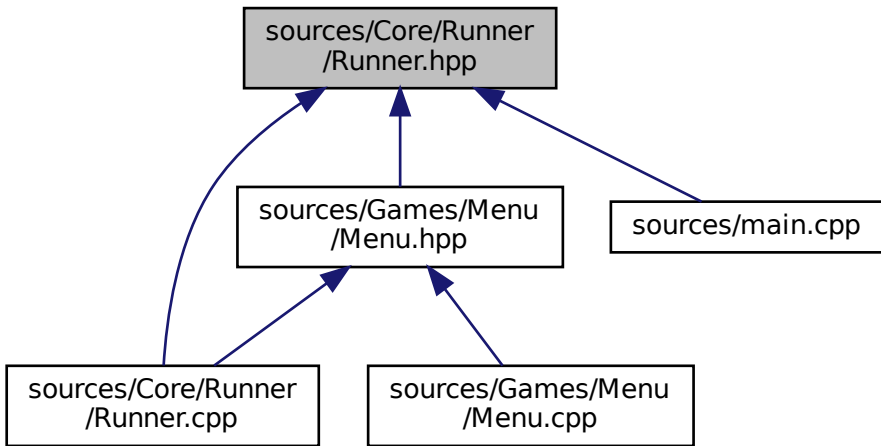 sources/Core/Runner
/Runner.hpp
sources/Games/Menu
/Menu.hpp
sources/main.cpp
sources/Core/Runner
/Runner.cpp
sources/Games/Menu
/Menu.cpp